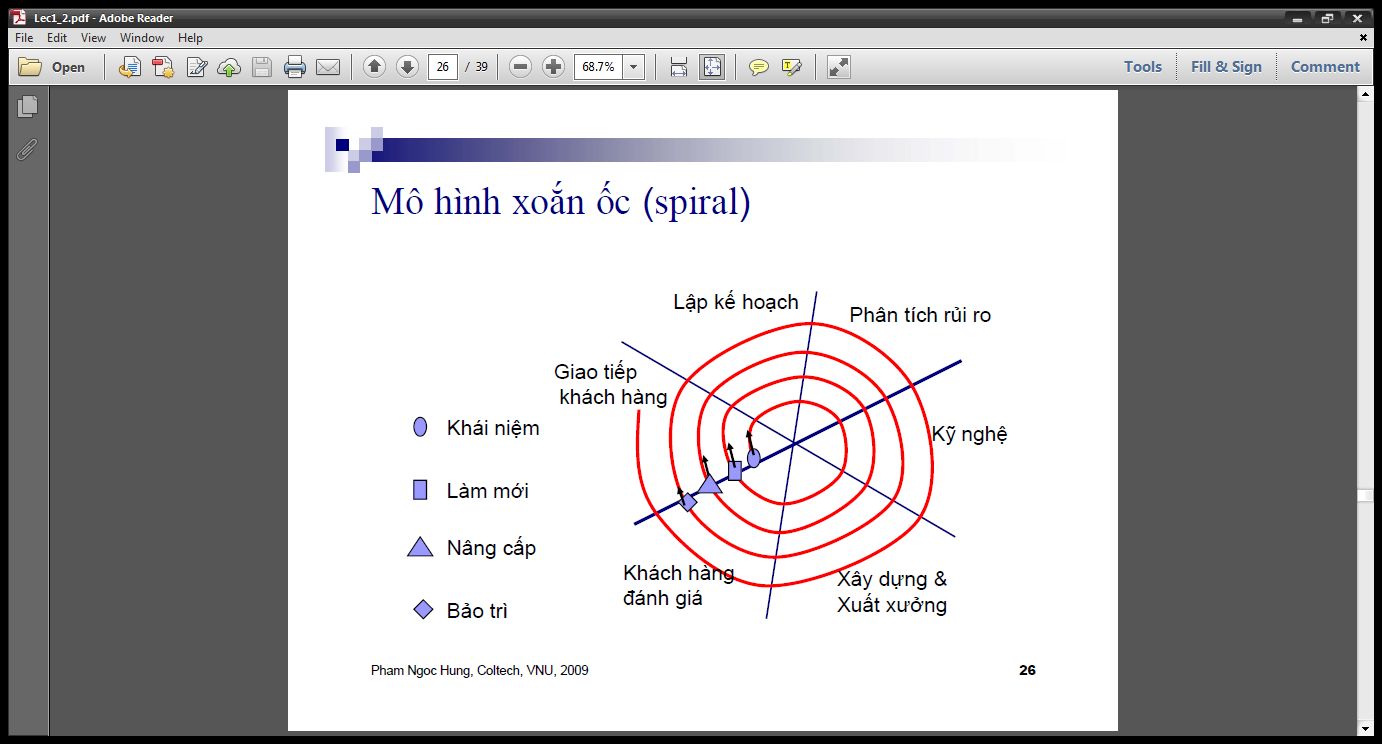 Lec1_2.pdf - Adobe Reader
File Edit View Window Help
Open 26 / 39 68.7% Tools Fill & Sign Comment
Mô hình xoắn ốc (spiral)
Lập kế hoạch
Phân tích rủi ro
Giao tiếp
khách hàng
Kỹ nghệ
Khái niệm
Làm mới
Nâng cấp
Bảo trì
Khách hàng
đánh giá
Xây dựng &
Xuất xưởng
Pham Ngoc Hung, Coltech, VNU, 2009
26